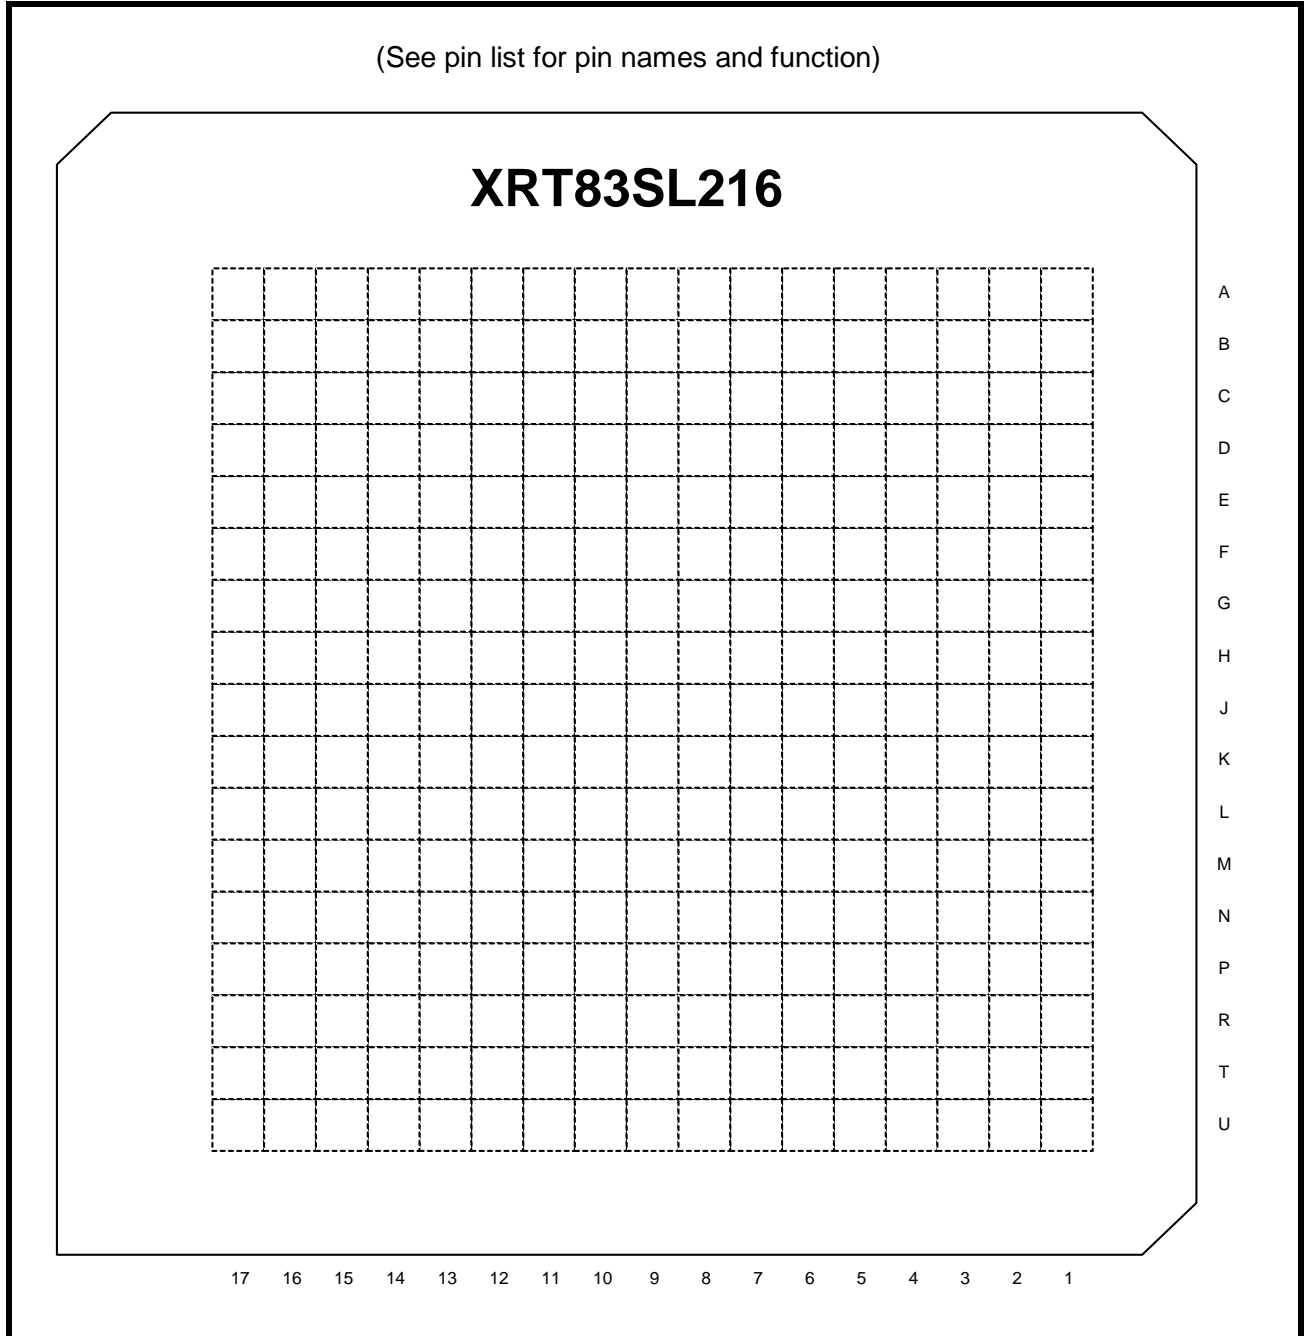 (See pin list for pin names and function)
XRT83SL216
A
B
C
D
E
F
G
H
J
K
L
M
N
P
R
T
U
17 16 15 14 13 12 11 10 9 8 7 6 5 4 3 2 1